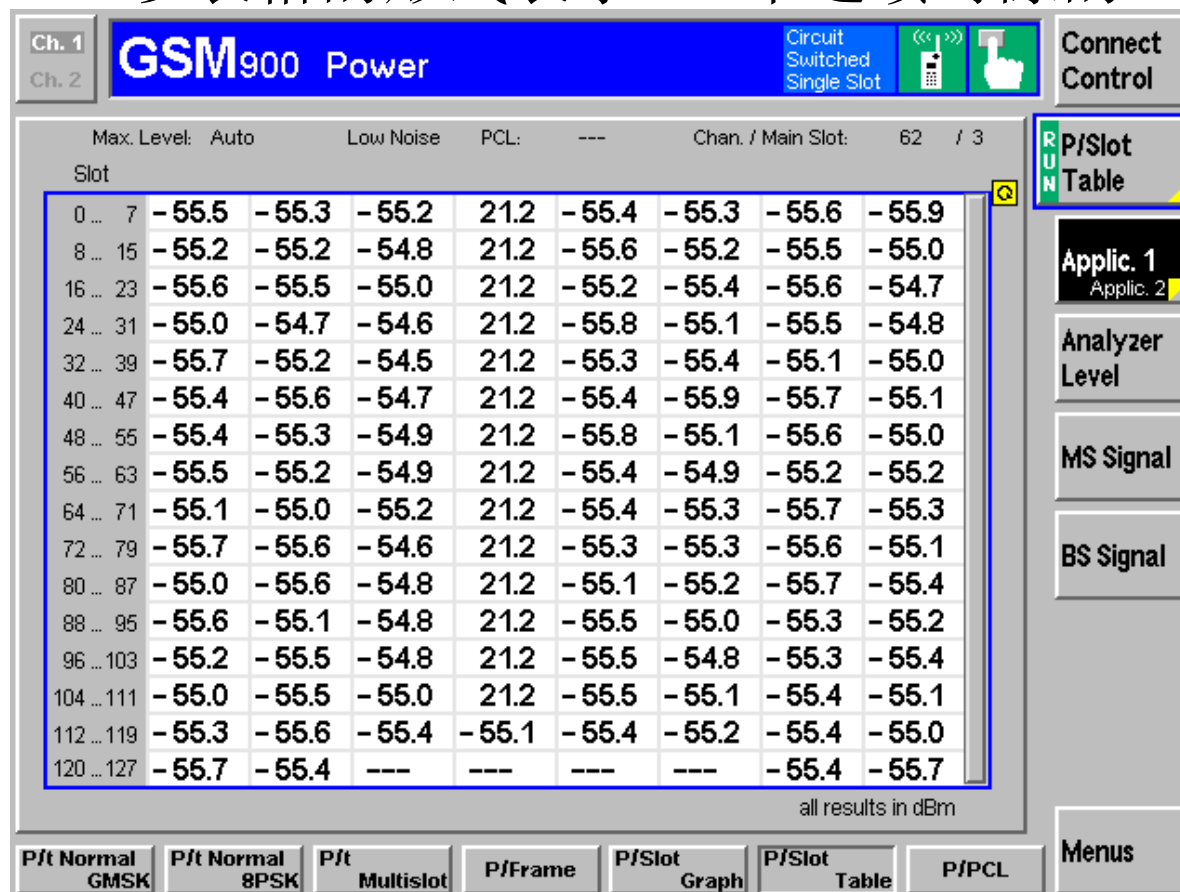 Ch. 1
Ch. 2
GSM900 Power
Circuit
Switched
Single Slot
Connect
Control
Max. Level: Auto Low Noise PCL: --- Chan. / Main Slot: 62 / 3
Slot
RUN
P/Slot
Table
0 ... 7 -55.5 -55.3 -55.2 21.2 -55.4 -55.3 -55.6 -55.9
8 ... 15 -55.2 -55.2 -54.8 21.2 -55.6 -55.2 -55.5 -55.0
16 ... 23 -55.6 -55.5 -55.0 21.2 -55.2 -55.4 -55.6 -54.7
24 ... 31 -55.0 -54.7 -54.6 21.2 -55.8 -55.1 -55.5 -54.8
32 ... 39 -55.7 -55.2 -54.5 21.2 -55.3 -55.4 -55.1 -55.0
40 ... 47 -55.4 -55.6 -54.7 21.2 -55.4 -55.9 -55.7 -55.1
48 ... 55 -55.4 -55.3 -54.9 21.2 -55.8 -55.1 -55.6 -55.0
56 ... 63 -55.5 -55.2 -54.9 21.2 -55.4 -54.9 -55.2 -55.2
64 ... 71 -55.1 -55.0 -55.2 21.2 -55.4 -55.3 -55.7 -55.3
72 ... 79 -55.7 -55.6 -54.6 21.2 -55.3 -55.3 -55.6 -55.1
80 ... 87 -55.0 -55.6 -54.8 21.2 -55.1 -55.2 -55.7 -55.4
88 ... 95 -55.6 -55.1 -54.8 21.2 -55.5 -55.0 -55.3 -55.2
96 ... 103 -55.2 -55.5 -54.8 21.2 -55.5 -54.8 -55.3 -55.4
104 ... 111 -55.0 -55.5 -55.0 21.2 -55.5 -55.1 -55.4 -55.1
112 ... 119 -55.3 -55.6 -55.4 -55.1 -55.4 -55.2 -55.4 -55.0
120 ... 127 -55.7 -55.4 --- --- --- --- -55.4 -55.7
all results in dBm
Applic. 1
Applic. 2
Analyzer
Level
MS Signal
BS Signal
Menus
P/t Normal
GMSK
P/t Normal
8PSK
P/t
Multislot
P/Frame
P/Slot
Graph
P/Slot
Table
P/PCL